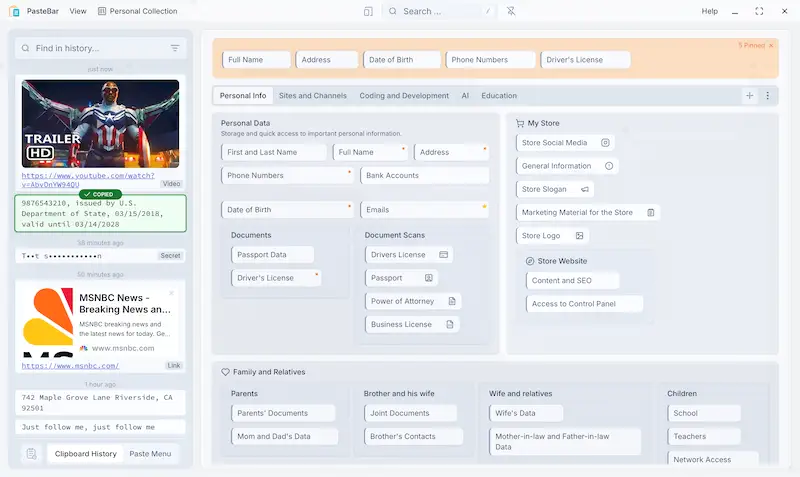 PasteBar View Personal Collection
Search ... /
Help
Find in history...
just now
TRAILER
HD
https://www.youtube.com/watch?
Video
COPIED
9876543210, issued by U.S.
Department of State, 03/15/2018,
valid until 03/14/2028
T••t s•••••••••••n
Secret
MSNBC News -
Breaking News an...
MSNBC breaking news and
the latest news for today. Ge...
www.msnbc.com
https://www.msnbc.com/
Link
1 hour ago
742 Maple Grove Lane Riverside, CA
92501
Just follow me, just follow me
Clipboard History
Paste Menu
5 Pinned
Full Name
Address
Date of Birth
Phone Numbers
Driver's License
Personal Info
Sites and Channels
Coding and Development
AI
Education
Personal Data
Storage and quick access to important personal information.
First and Last Name
Full Name
Address
Phone Numbers
Bank Accounts
Date of Birth
Emails
Documents
Passport Data
Driver's License
Document Scans
Drivers License
Passport
Power of Attorney
Business License
My Store
Store Social Media
General Information
Store Slogan
Marketing Material for the Store
Store Logo
Store Website
Content and SEO
Access to Control Panel
Family and Relatives
Parents
Parents' Documents
Mom and Dad's Data
Brother and his wife
Joint Documents
Brother's Contacts
Wife and relatives
Wife's Data
Mother-in-law and Father-in-law
Data
Children
School
Teachers
Network Access